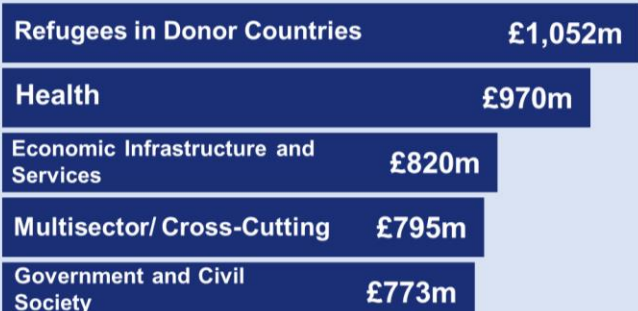 Refugees in Donor Countries £1,052m
Health £970m
Economic Infrastructure and
Services £820m
Multisector/ Cross-Cutting £795m
Government and Civil
Society £773m